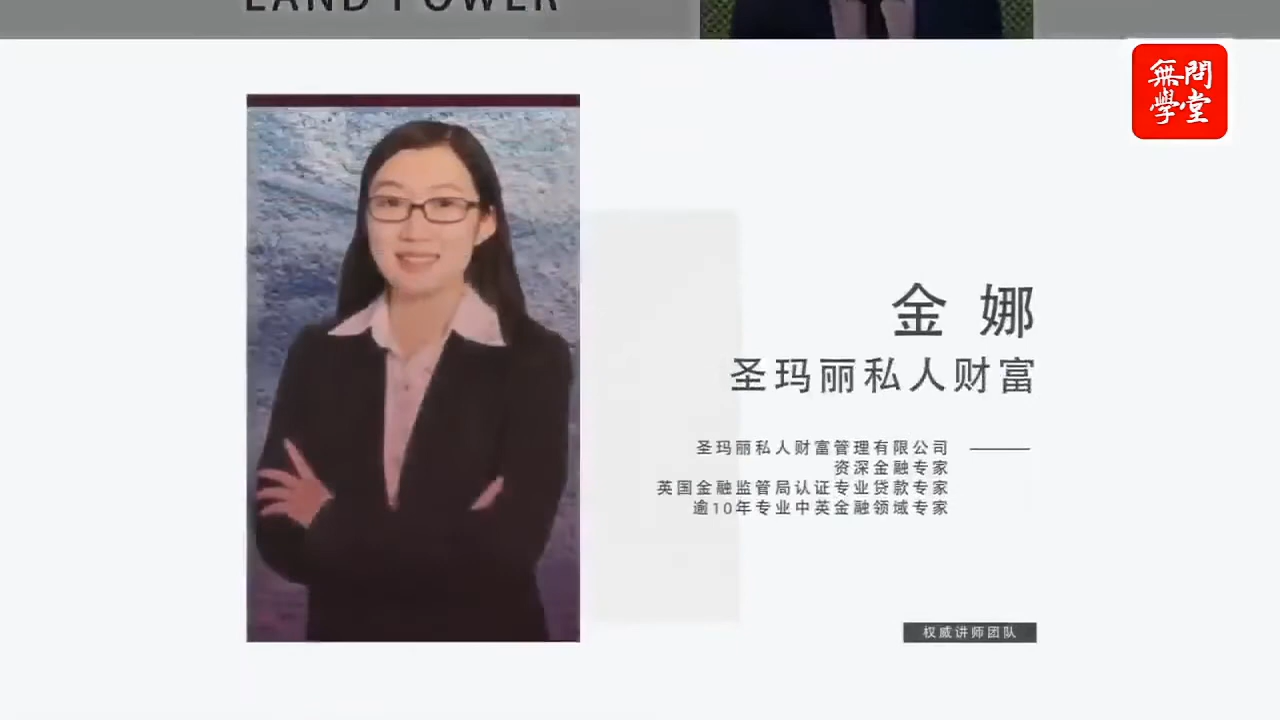 LAND POWER
無問
學堂
金娜
圣玛丽私人财富
圣玛丽私人财富管理有限公司
资深金融专家
英国金融监管局认证专业贷款专家
逾10年专业中英金融领域专家
权威讲师团队